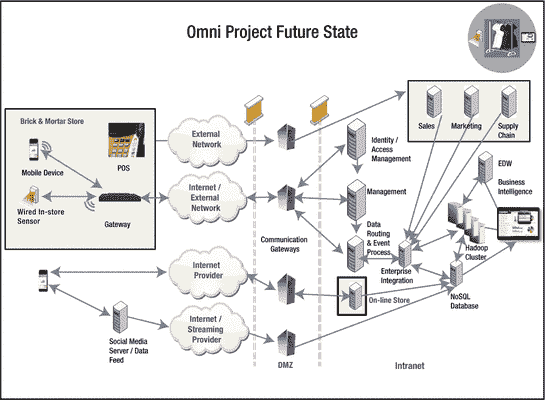 Omni Project Future State
Brick & Mortar Store
Mobile Device
POS
Wired In-store
Sensor
Gateway
External
Network
Internet /
External
Network
Internet
Provider
Internet /
Streaming
Provider
Social Media
Server / Data
Feed
Communication
Gateways
DMZ
Identity /
Access
Management
Management
Data
Routing
& Event
Process.
Enterprise
Integration
On-line Store
Sales
Marketing
Supply
Chain
EDW
Business
Intelligence
Hadoop
Cluster
NoSQL
Database
Intranet